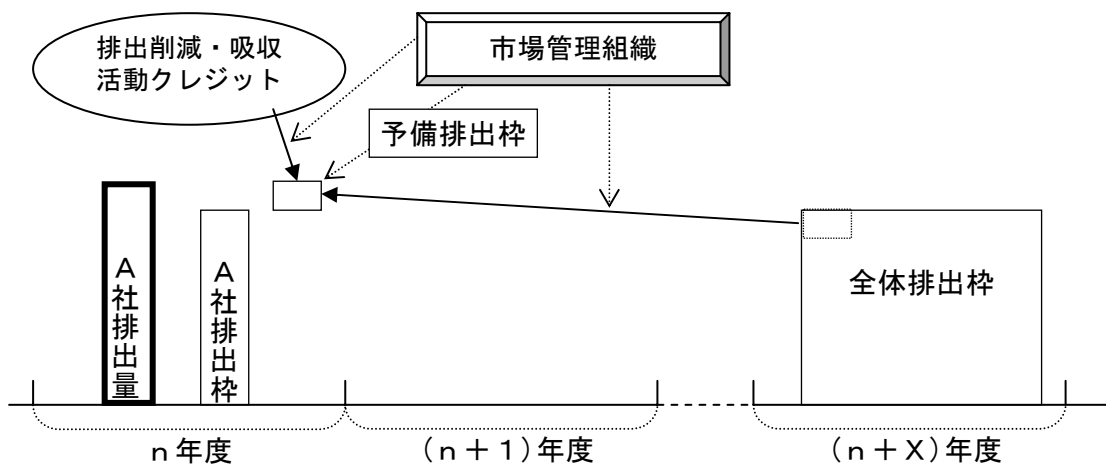 排出削減・吸収
活動クレジット
市場管理組織
予備排出枠
A社排出量
A社排出枠
全体排出枠
n年度
(n+1)年度
(n+X)年度